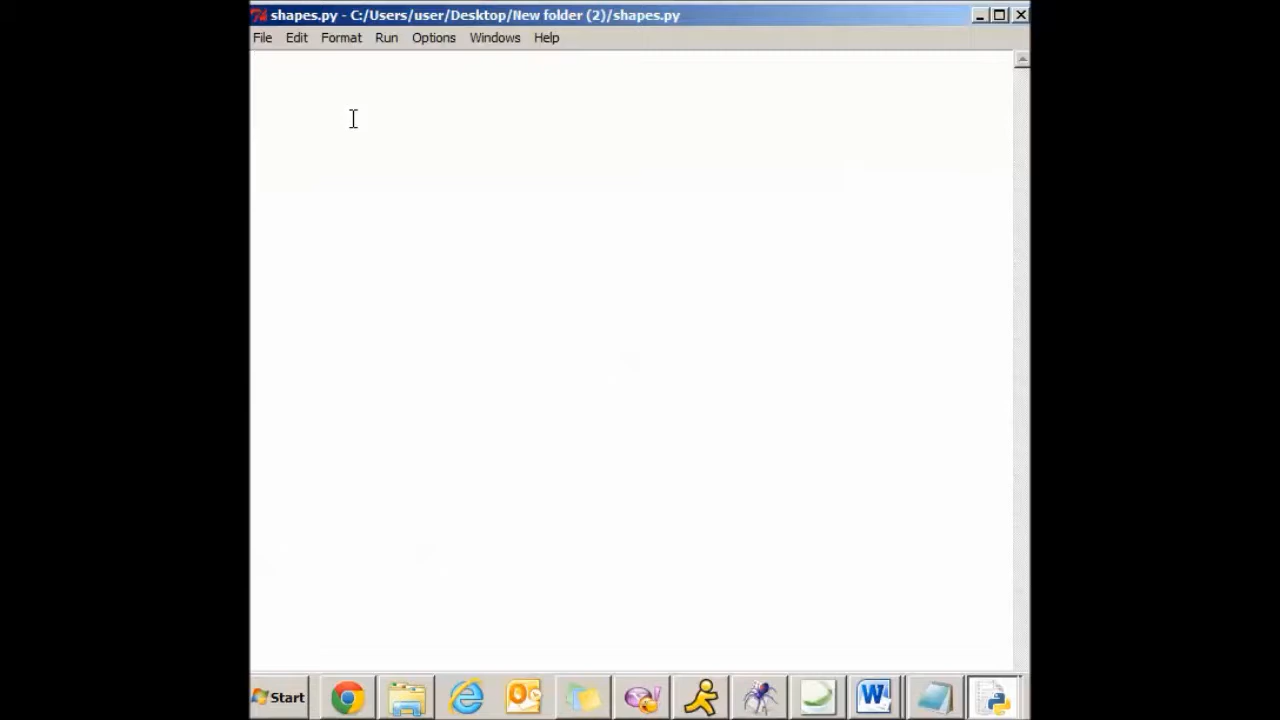 shapes.py - C:/Users/user/Desktop/New folder (2)/shapes.py
File Edit Format Run Options Windows Help
Start